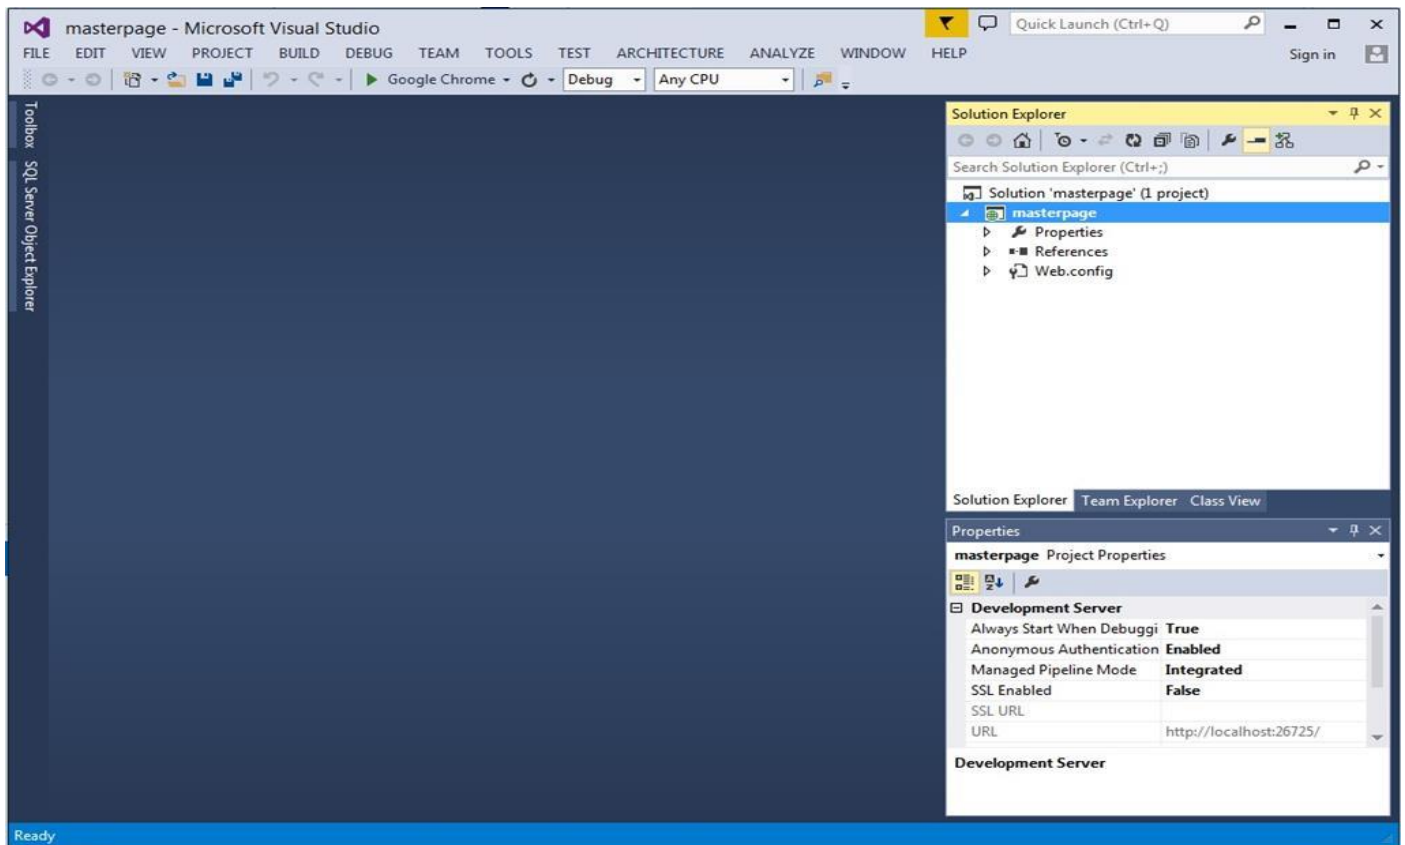 masterpage - Microsoft Visual Studio
Quick Launch (Ctrl+Q)
FILE EDIT VIEW PROJECT BUILD DEBUG TEAM TOOLS TEST ARCHITECTURE ANALYZE WINDOW HELP
Sign in
Google Chrome Debug Any CPU
Toolbox
SQL Server Object Explorer
Solution Explorer
Search Solution Explorer (Ctrl+;)
Solution 'masterpage' (1 project)
masterpage
Properties
References
Web.config
Solution Explorer Team Explorer Class View
Properties
masterpage Project Properties
Development Server
Always Start When Debuggi True
Anonymous Authentication Enabled
Managed Pipeline Mode Integrated
SSL Enabled False
SSL URL
URL http://localhost:26725/
Development Server
Ready